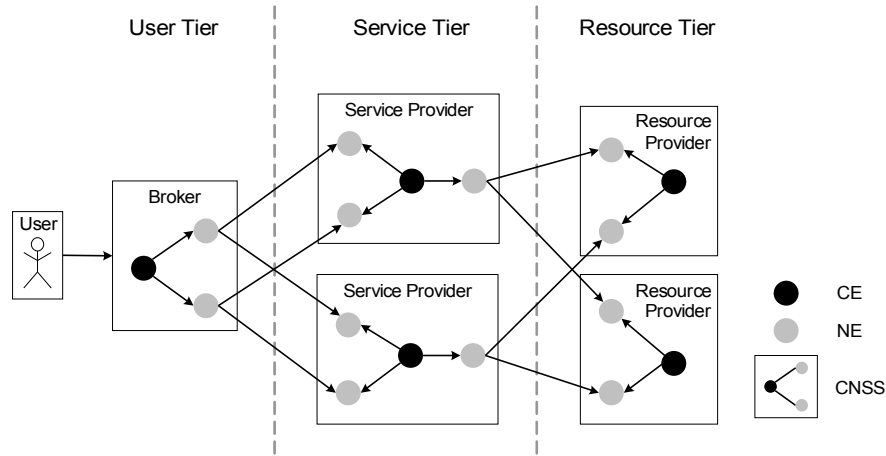 User Tier
Service Tier
Resource Tier
User
Broker
Service Provider
Service Provider
Resource
Provider
Resource
Provider
CE
NE
CNSS